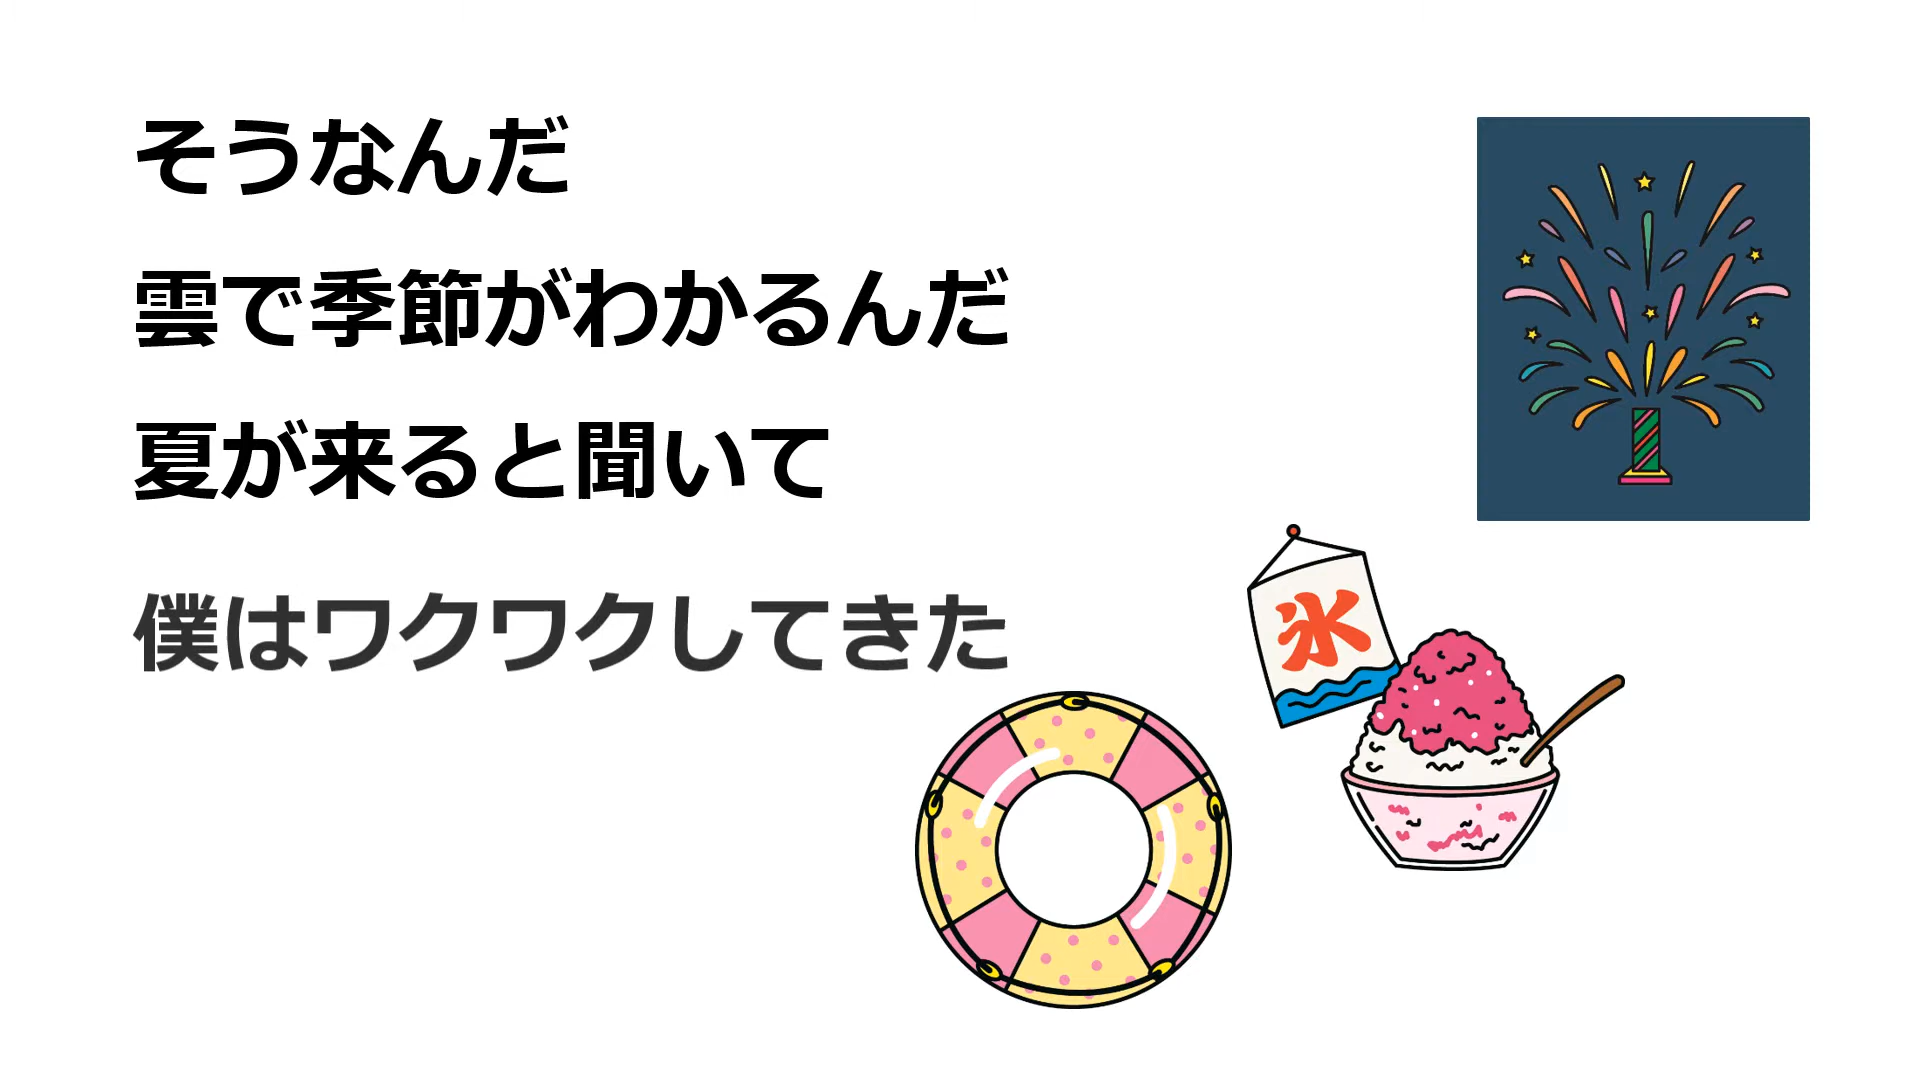 そうなんだ
雲で季節がわかるんだ
夏が来ると聞いて
僕はワクワクしてきた
氷